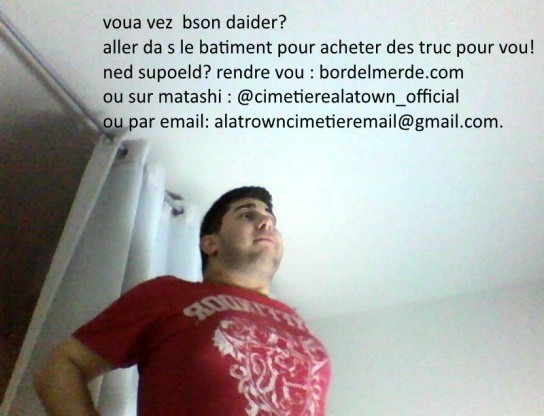 voua vez  bson daider?
aller da s le batiment pour acheter des truc pour vou!
ned supoeld? rendre vou : bordelmerde.com
ou sur matashi : @cimetierealatown_official
ou par email: alatrowncimetieremail@gmail.com.